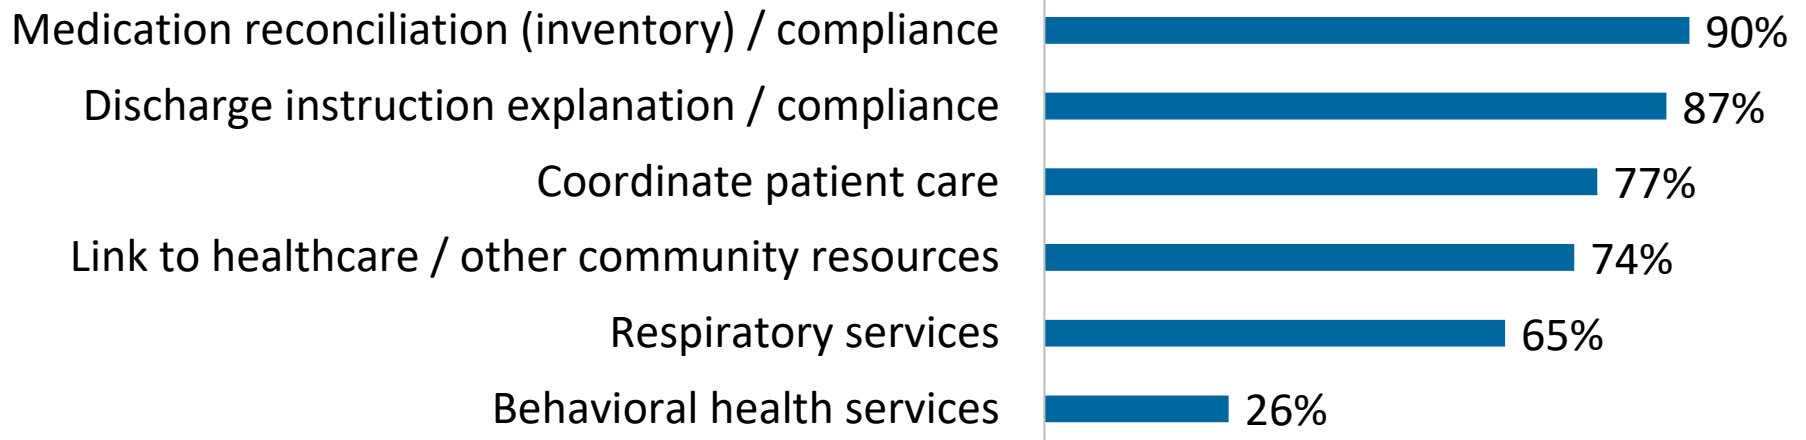 Medication reconciliation (inventory) / compliance 90%
Discharge instruction explanation / compliance 87%
Coordinate patient care 77%
Link to healthcare / other community resources 74%
Respiratory services 65%
Behavioral health services 26%